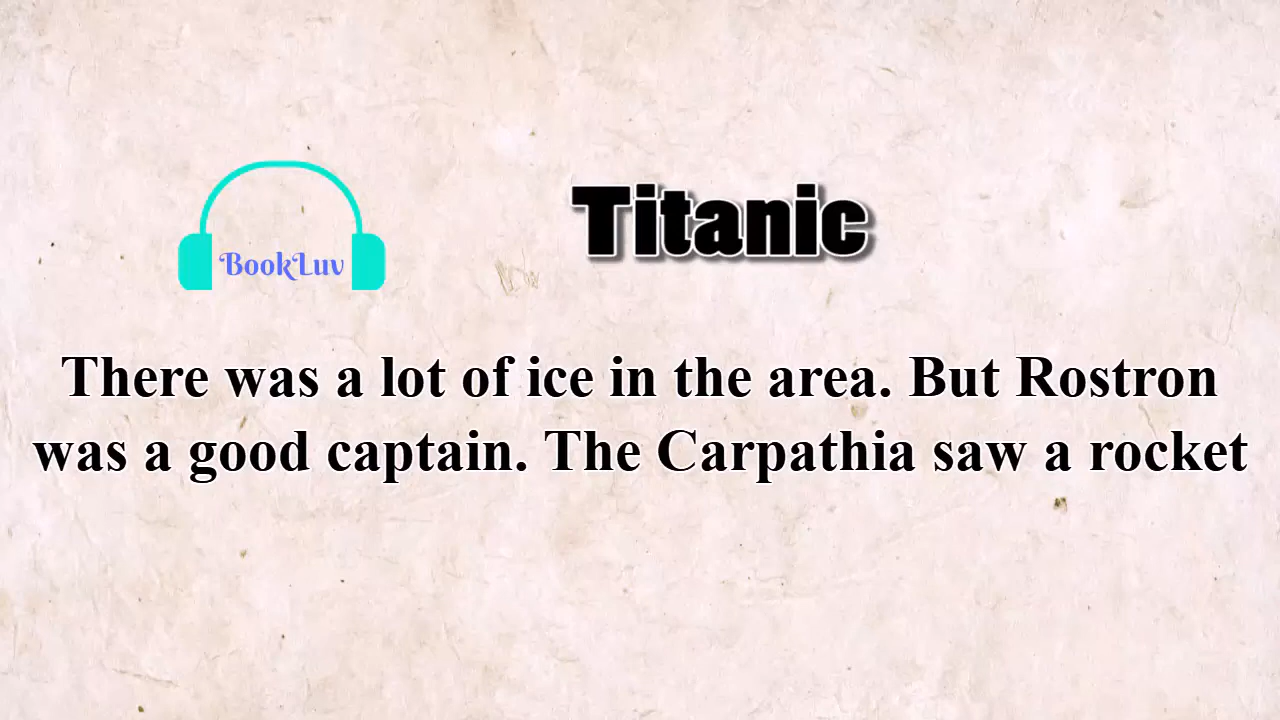 BookLuv
Titanic
There was a lot of ice in the area. But Rostron
was a good captain. The Carpathia saw a rocket